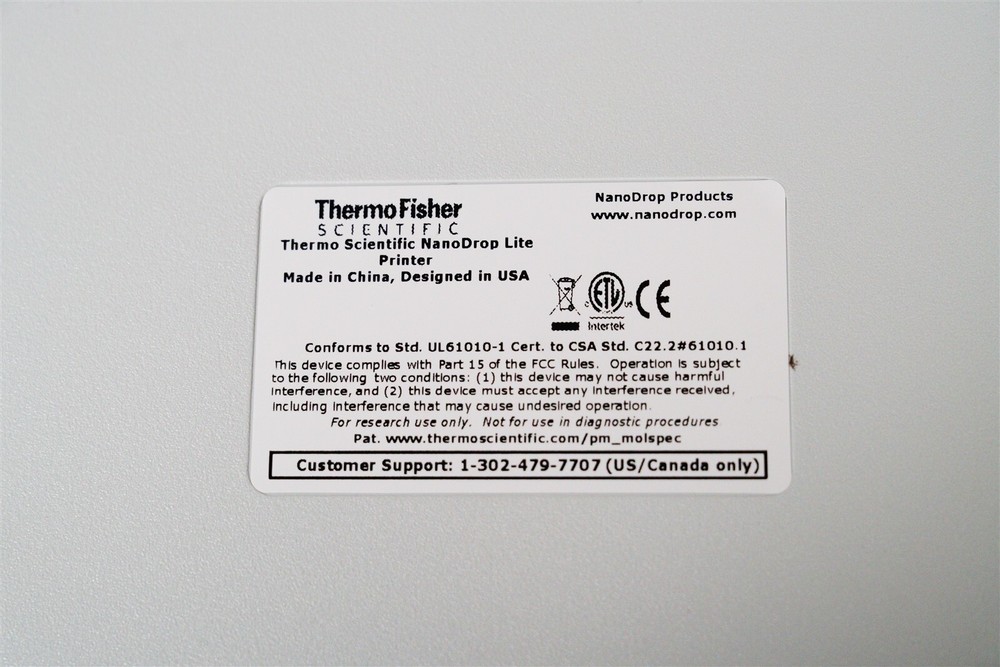 ThermoFisher
SCIENTIFIC
Thermo Scientific NanoDrop Lite
Printer
Made in China, Designed in USA
NanoDrop Products
www.nanodrop.com
C ETL US CE
Intertek
Conforms to Std. UL61010-1 Cert. to CSA Std. C22.2#61010.1
This device complies with Part 15 of the FCC Rules. Operation is subject
to the following two conditions: (1) this device may not cause harmful
interference, and (2) this device must accept any interference received,
including interference that may cause undesired operation.
For research use only. Not for use in diagnostic procedures
Pat. www.thermoscientific.com/pm_molspec
Customer Support: 1-302-479-7707 (US/Canada only)